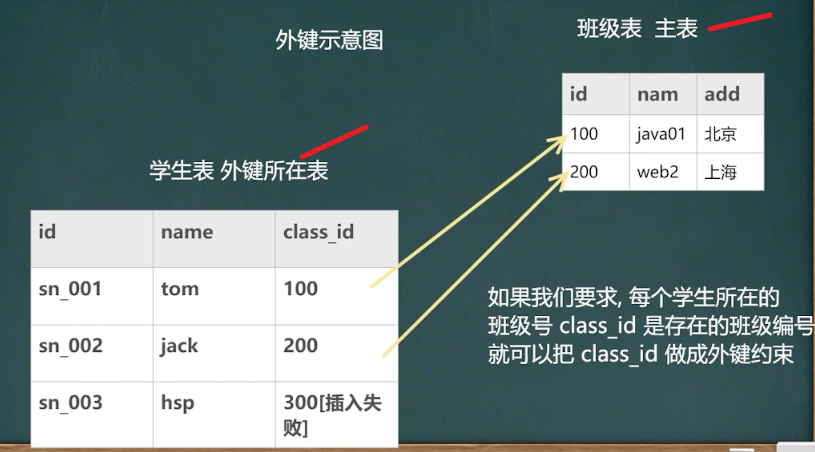 外键示意图
班级表 主表
id nam add
100 java01 北京
200 web2 上海
学生表 外键所在表
id name class_id
sn_001 tom 100
sn_002 jack 200
sn_003 hsp 300[插入失
败]
如果我们要求, 每个学生所在的
班级号 class_id 是存在的班级编号
就可以把 class_id 做成外键约束